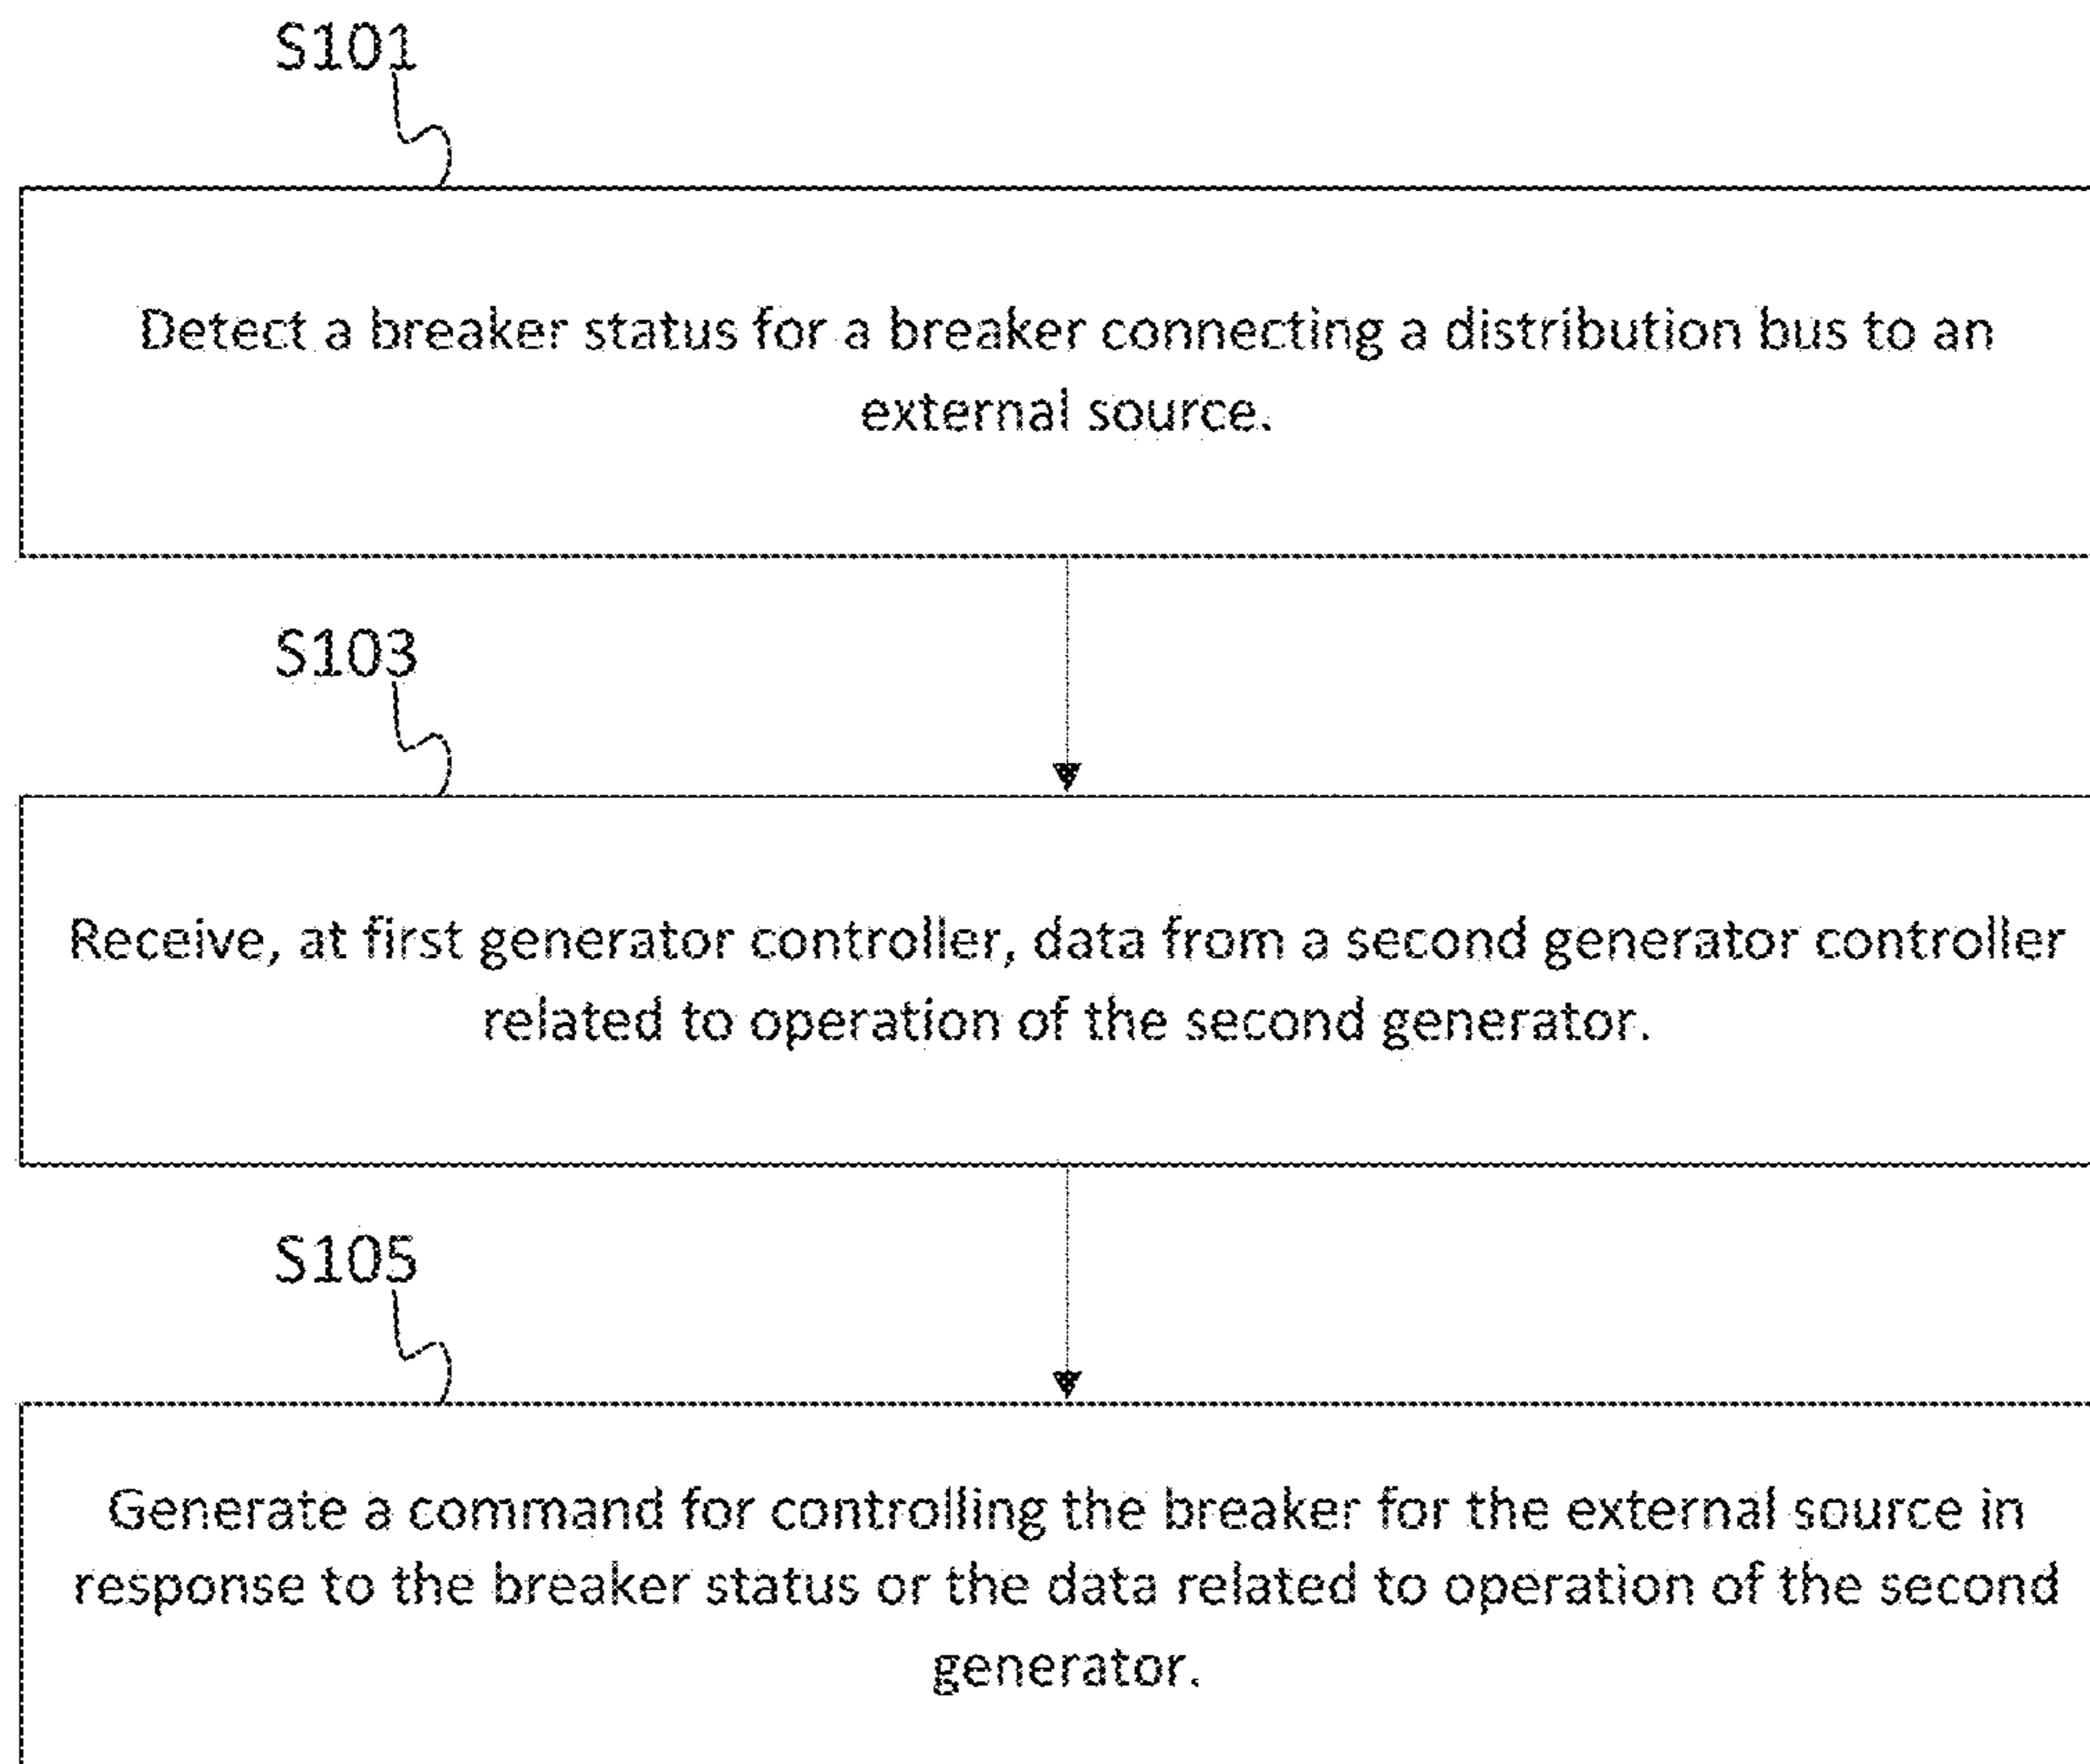 S101
Detect a breaker status for a breaker connecting a distribution bus to an
external source.
S103
Receive, at first generator controller, data from a second generator controller
related to operation of the second generator.
S105
Generate a command for controlling the breaker for the external source in
response to the breaker status or the data related to operation of the second
generator.